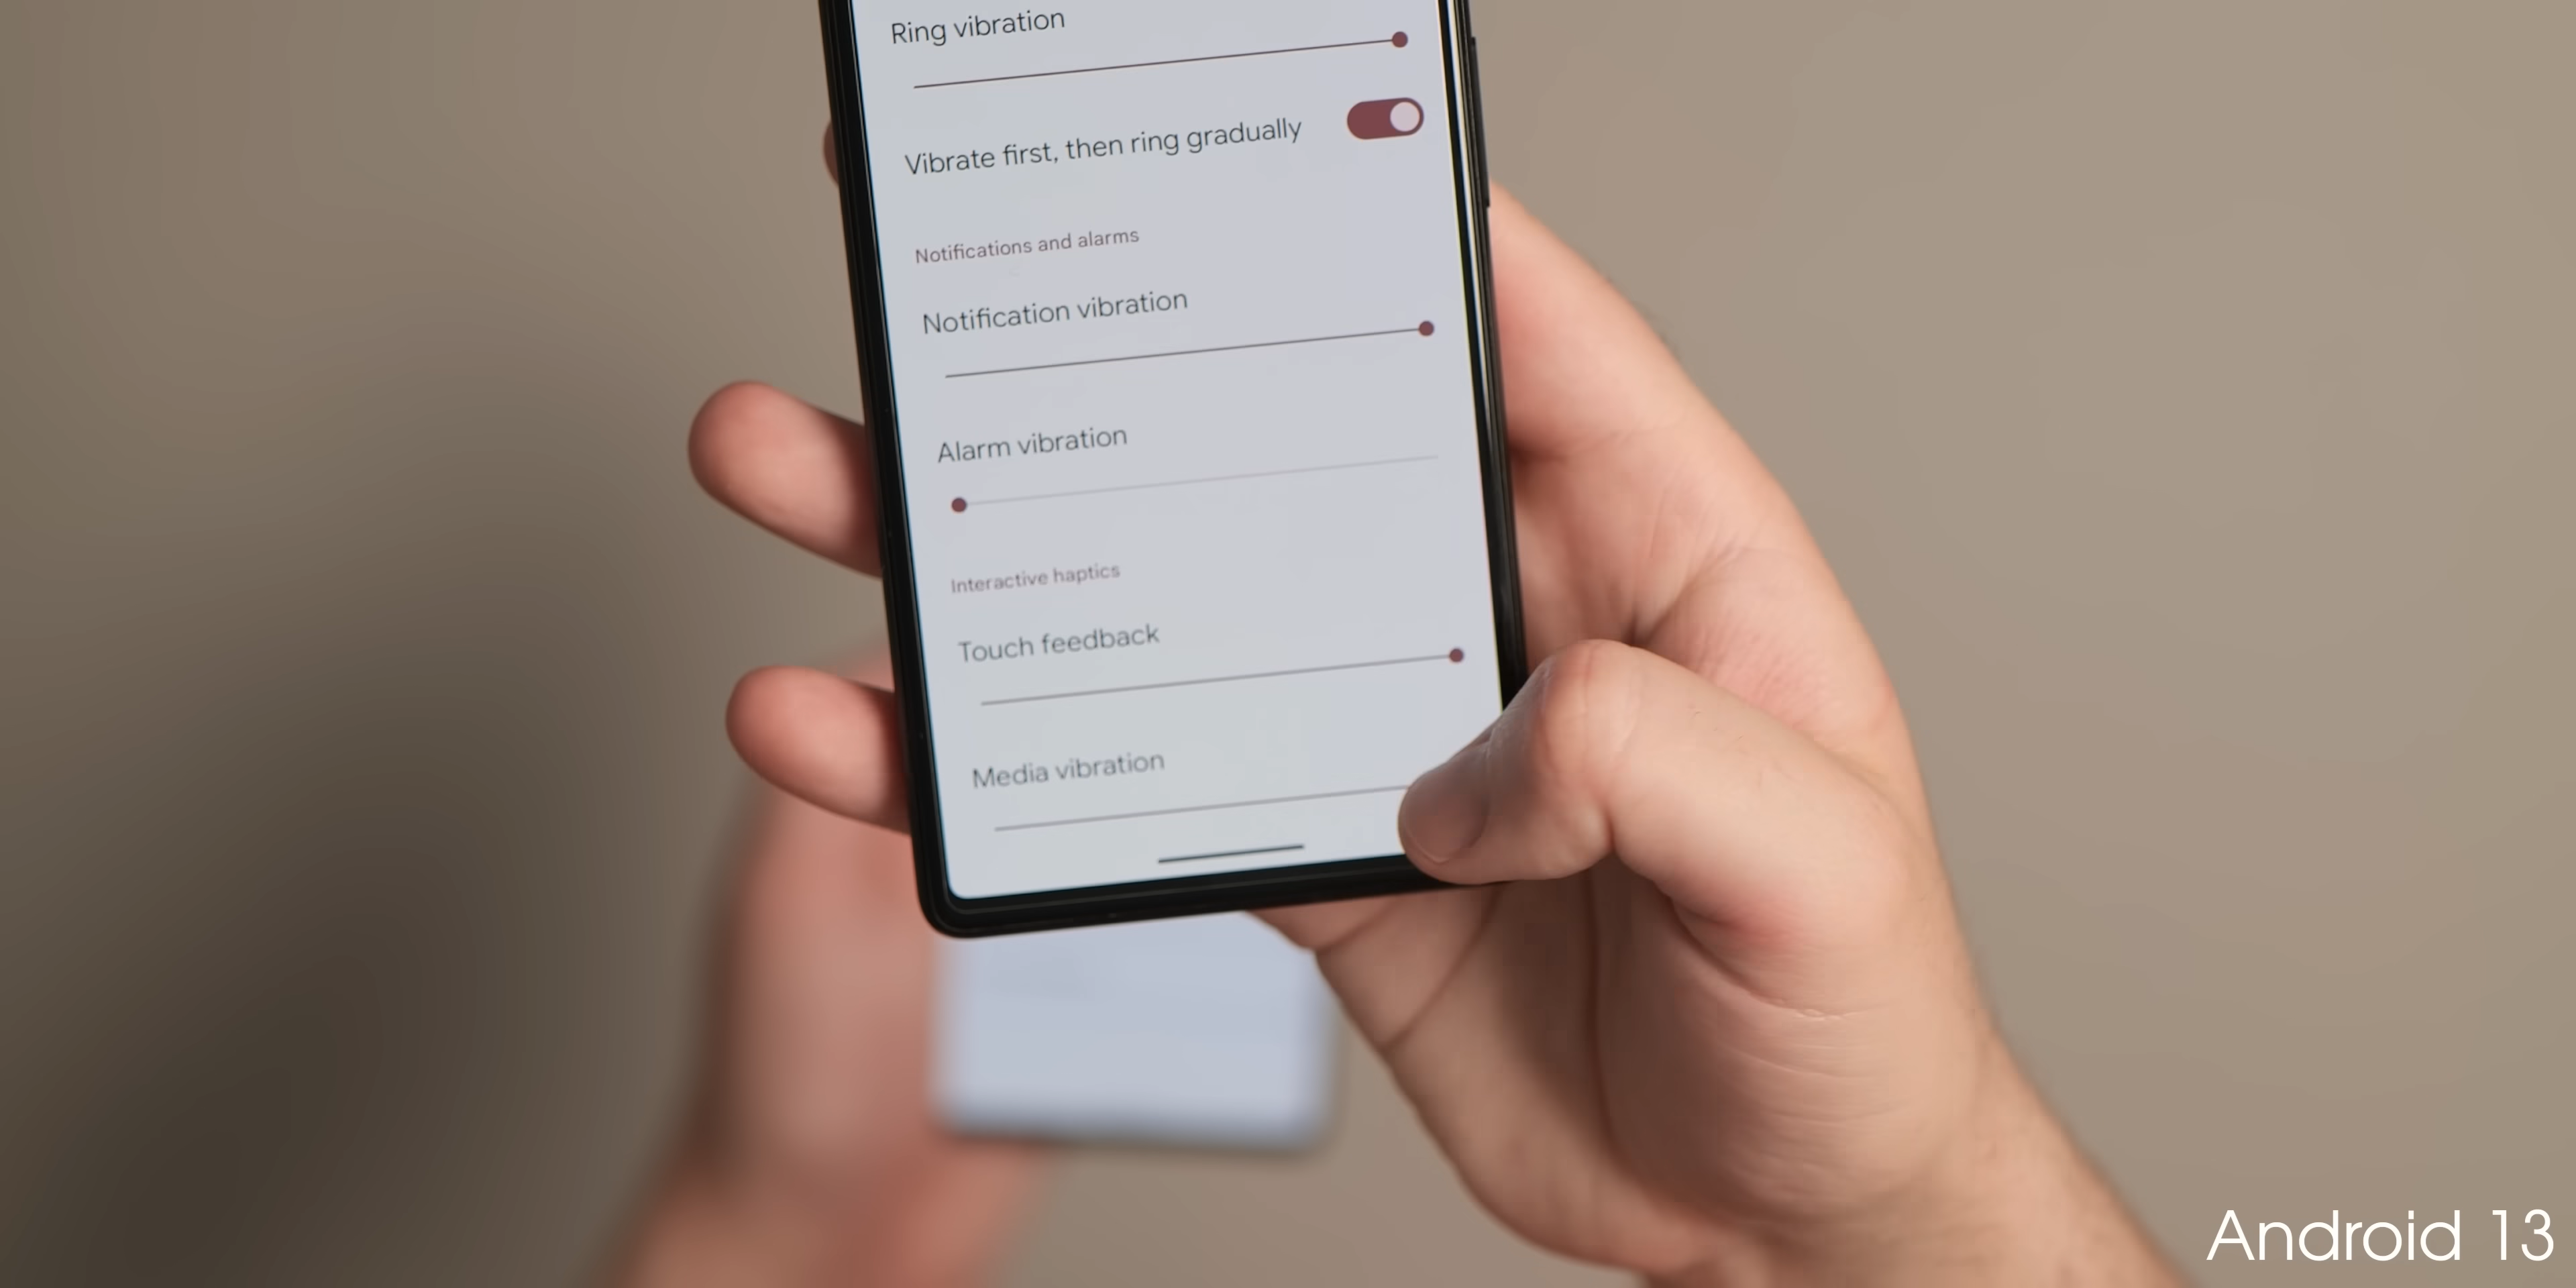 Ring vibration
Vibrate first, then ring gradually
Notifications and alarms
Notification vibration
Alarm vibration
Interactive haptics
Touch feedback
Media vibration
Android 13